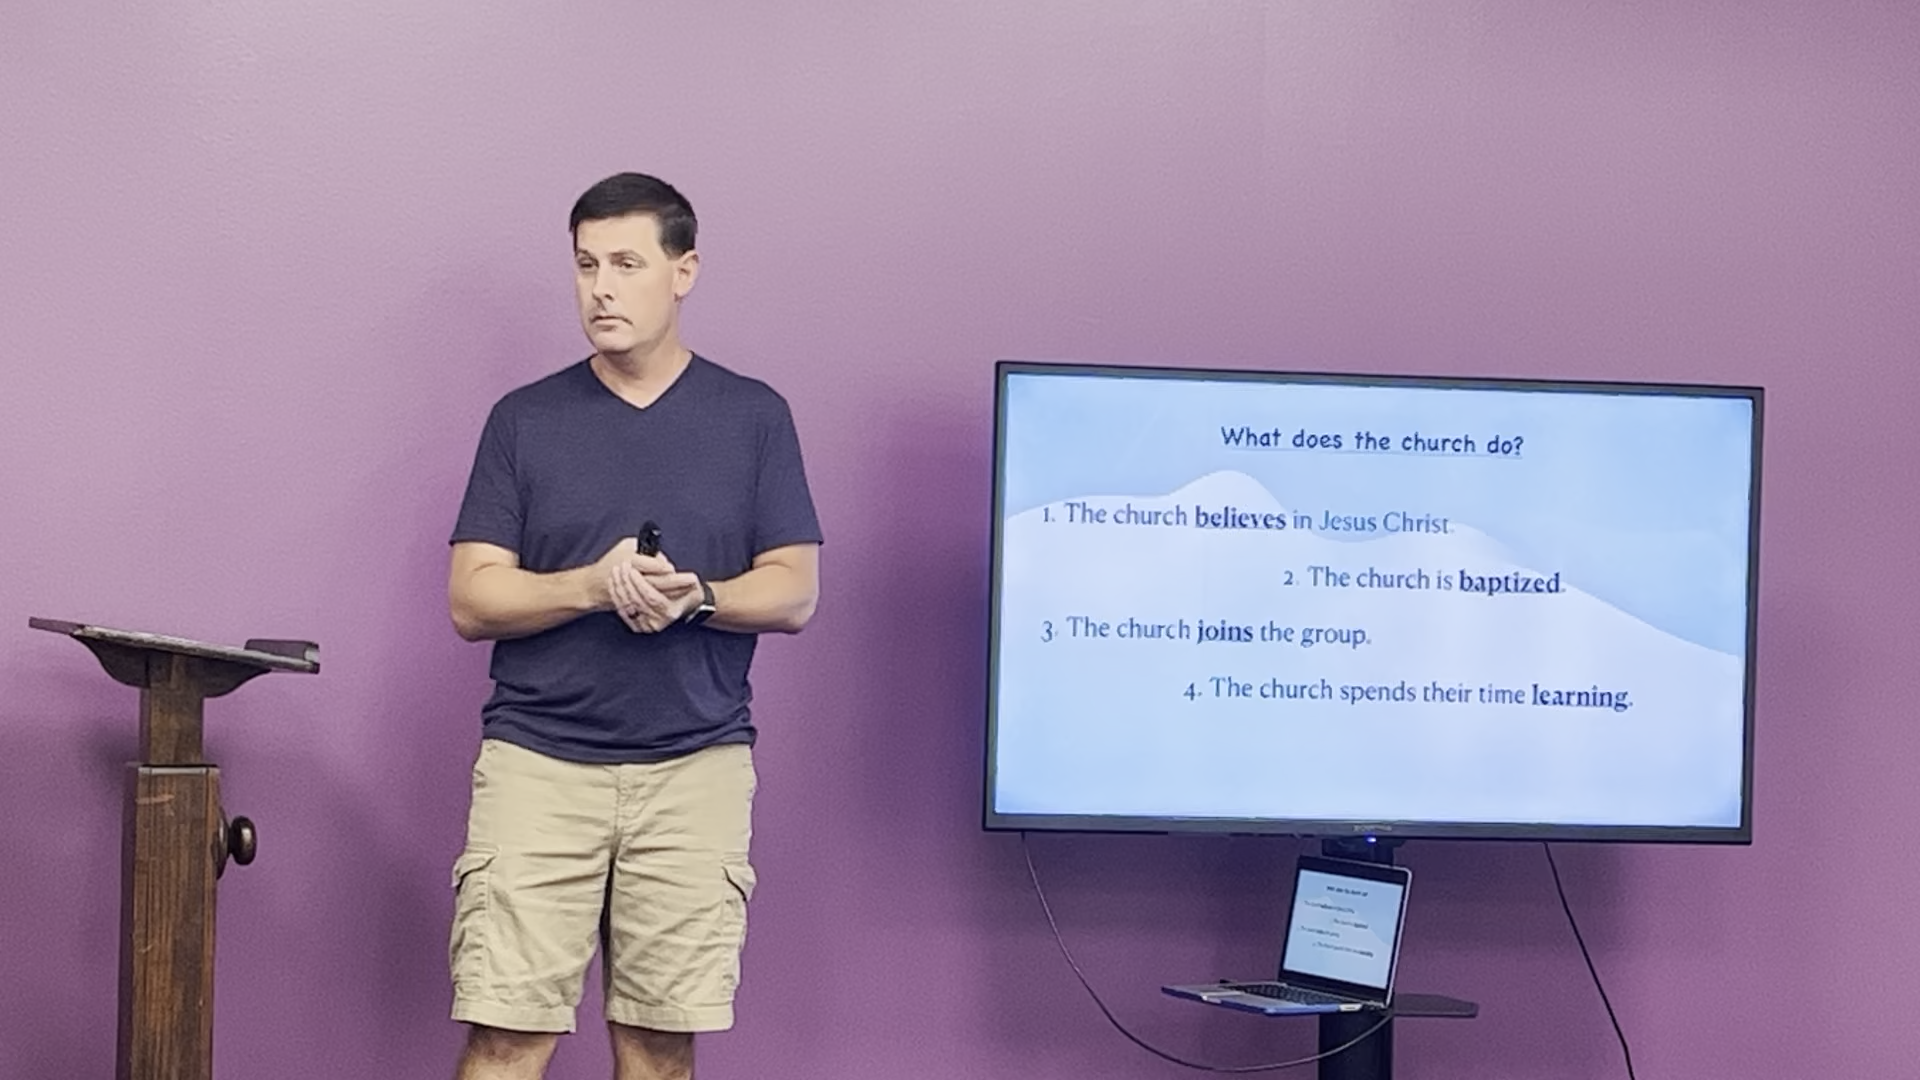 What does the church do?
1. The church believes in Jesus Christ.
2. The church is baptized.
3. The church joins the group.
4. The church spends their time learning.